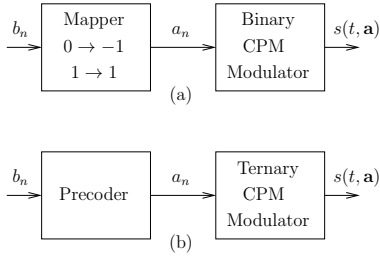 b_n
Mapper
0 → −1
1 → 1
a_n
Binary
CPM
Modulator
s(t, a)
(a)
b_n
Precoder
a_n
Ternary
CPM
Modulator
s(t, a)
(b)